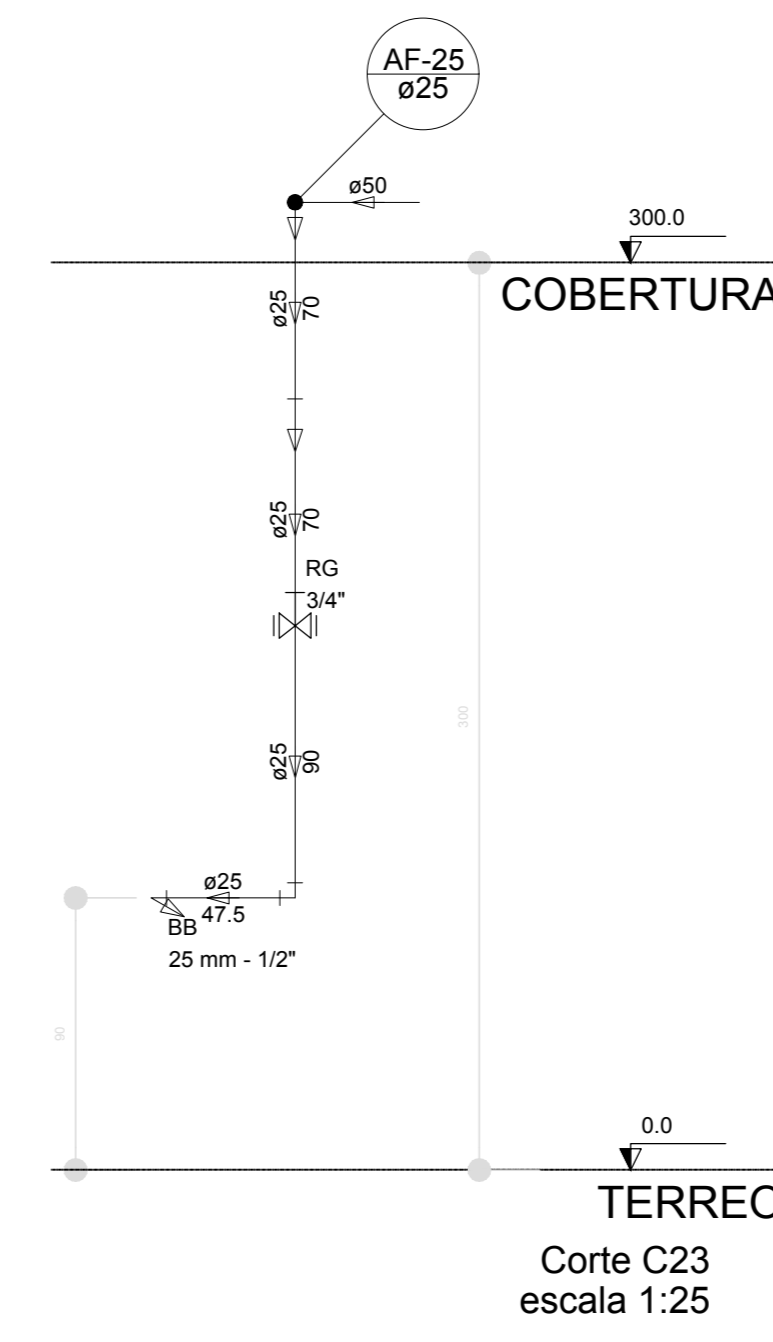 AF-25
ø25
ø50
300.0
COBERTURA
ø25
70
ø25
70
RG
3/4"
300
ø25
90
ø25
47.5
BB
25 mm - 1/2"
90
0.0
TERREO
Corte C23
escala 1:25